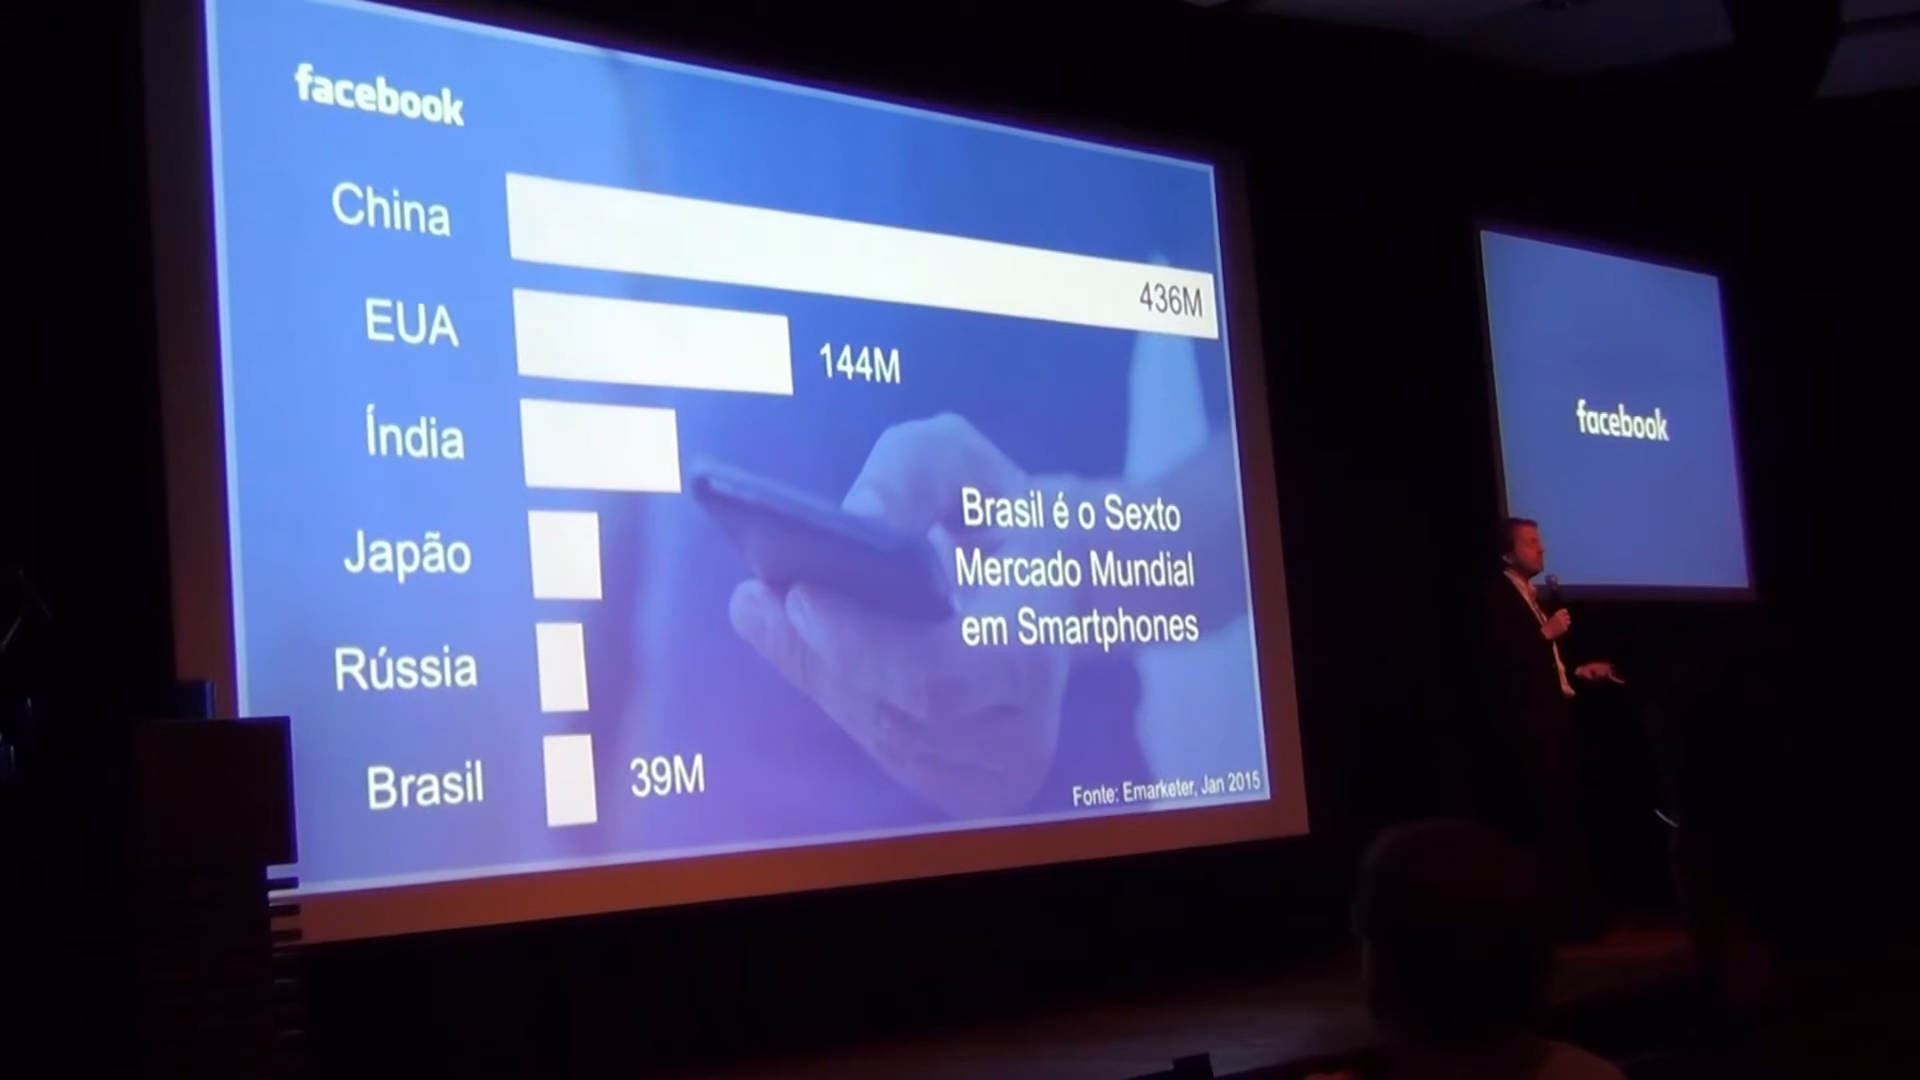 facebook
China
436M
EUA
144M
Índia
Japão
Rússia
Brasil
39M
Brasil é o Sexto
Mercado Mundial
em Smartphones
Fonte: Emarketer, Jan 2015
facebook